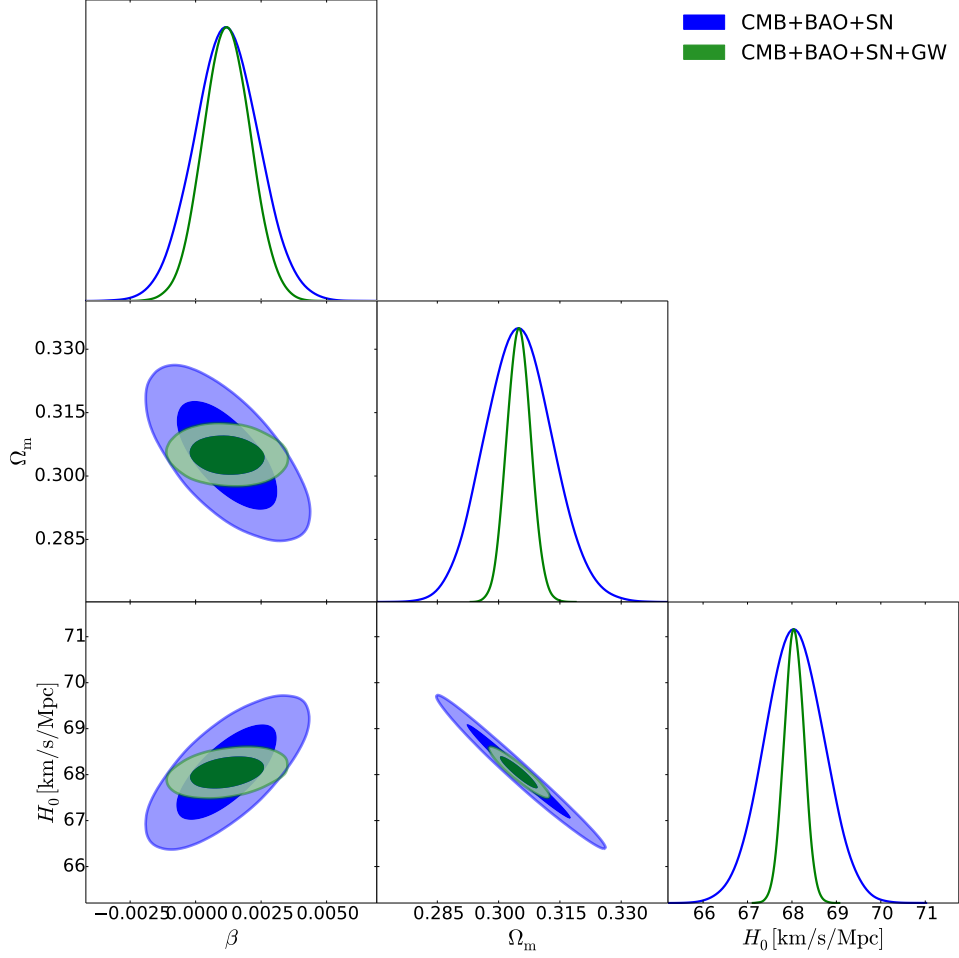 CMB+BAO+SN
CMB+BAO+SN+GW
0.330
0.315
0.300
0.285
Ωm
71
70
69
68
67
66
H0 [km/s/Mpc]
−0.0025 0.0000 0.0025 0.0050
β
0.285 0.300 0.315 0.330
Ωm
66 67 68 69 70 71
H0 [km/s/Mpc]